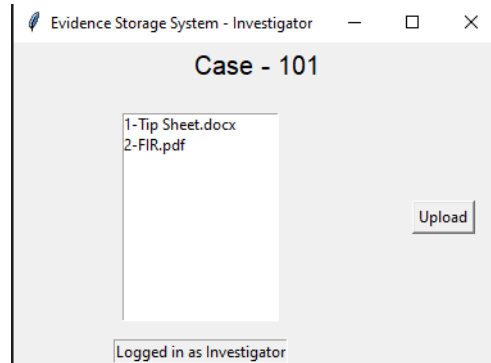 Evidence Storage System - Investigator
Case - 101
1-Tip Sheet.docx
2-FIR.pdf
Upload
Logged in as Investigator